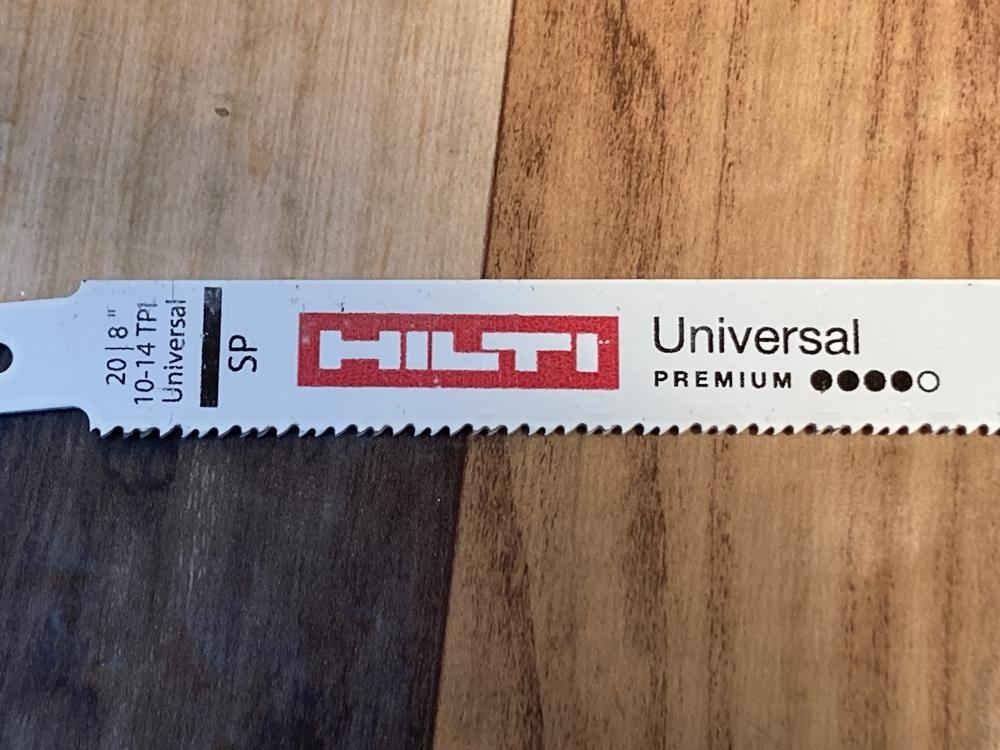 20 | 8"
10-14 TPI
Universal
SP
HILTI
Universal
PREMIUM